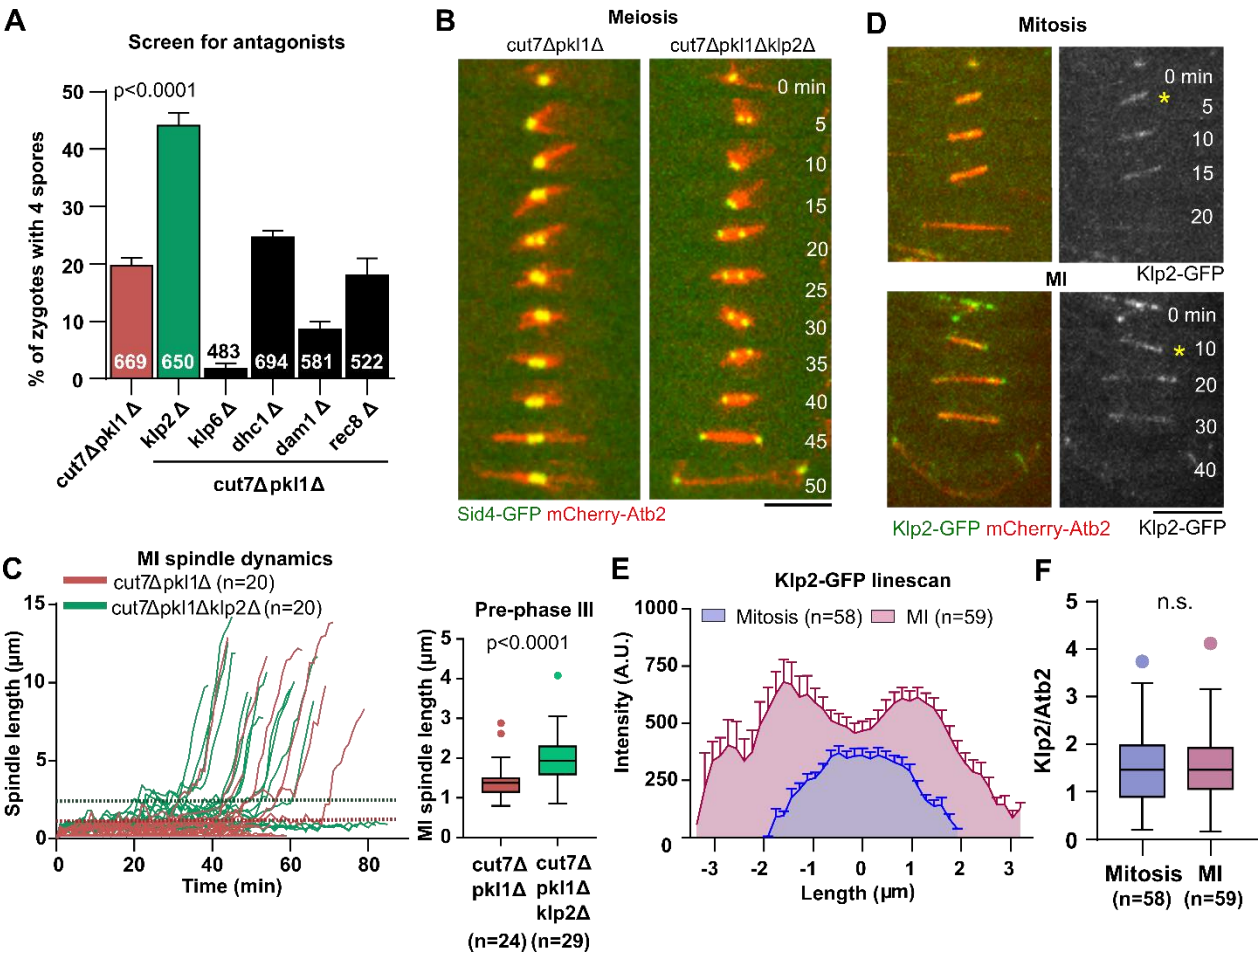 A
Screen for antagonists
p<0.0001
% of zygotes with 4 spores
50
40
30
20
10
0
669
650
483
694
581
522
cut7Δpkl1Δ
klp2Δ
klp6Δ
dhc1Δ
dam1Δ
rec8Δ
cut7Δpkl1Δ
B
Meiosis
cut7Δpkl1Δ
cut7Δpkl1Δklp2Δ
0 min
5
10
15
20
25
30
35
40
45
50
Sid4-GFP mCherry-Atb2
D
Mitosis
0 min
*
5
10
15
20
Klp2-GFP
MI
0 min
10
*
20
30
40
Klp2-GFP mCherry-Atb2
Klp2-GFP
C
MI spindle dynamics
cut7Δpkl1Δ (n=20)
cut7Δpkl1Δklp2Δ (n=20)
Spindle length (μm)
15
10
5
0
0 20 40 60 80
Time (min)
Pre-phase III
p<0.0001
MI spindle length (μm)
5
4
3
2
1
0
cut7Δ
pkl1Δ
(n=24)
cut7Δ
pkl1Δ
klp2Δ
(n=29)
E
Klp2-GFP linescan
Mitosis (n=58)
MI (n=59)
Intensity (A.U.)
1000
750
500
250
0
-3 -2 -1 0 1 2 3
Length (μm)
F
n.s.
Klp2/Atb2
5
4
3
2
1
0
Mitosis
(n=58)
MI
(n=59)